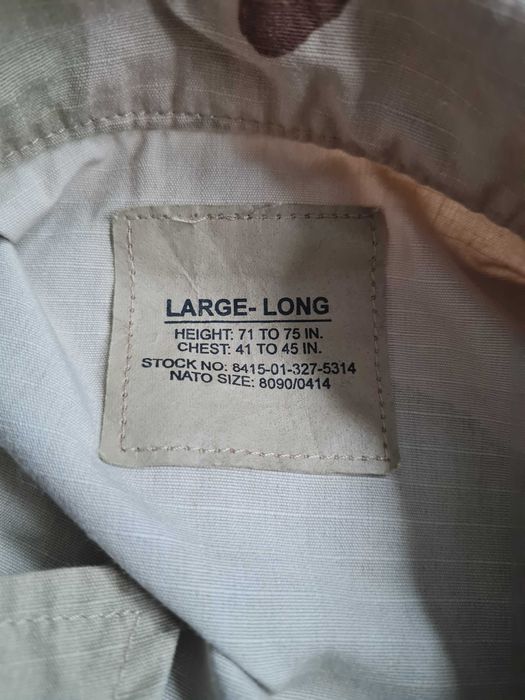 LARGE- LONG
HEIGHT: 71 TO 75 IN.
CHEST: 41 TO 45 IN.
STOCK NO: 8415-01-327-5314
NATO SIZE: 8090/0414